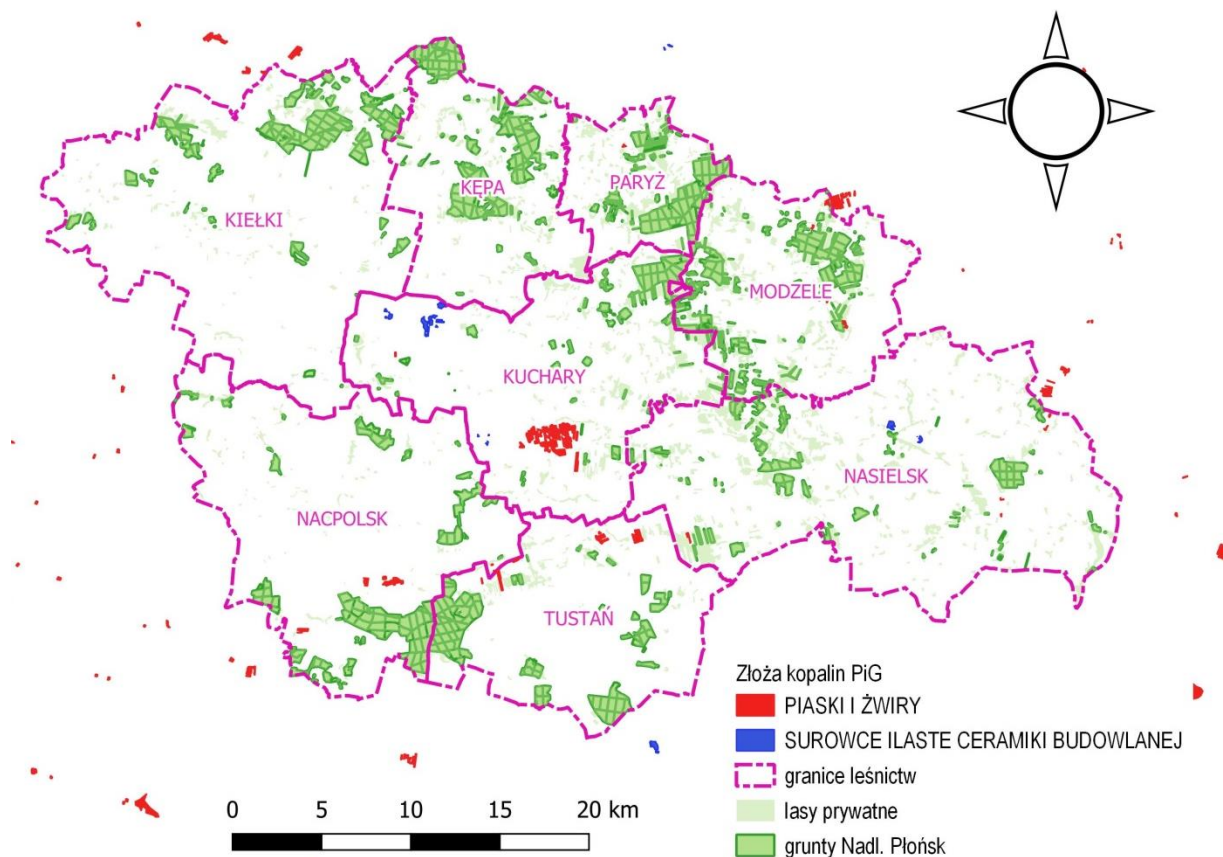 KĘPA
PARYŻ
KIEŁKI
MODZELE
KUCHARY
NASIELSK
NACPOLSK
TUSTAŃ
Złoża kopalin PiG
PIASKI I ŻWIRY
SUROWCE ILASTE CERAMIKI BUDOWLANEJ
granice leśnictw
lasy prywatne
grunty Nadl. Płońsk
0 5 10 15 20 km